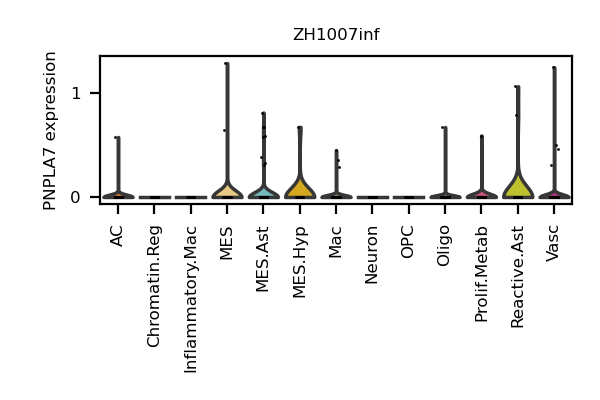 ZH1007inf
PNPLA7 expression
1
0
AC
Chromatin.Reg
Inflammatory.Mac
MES
MES.Ast
MES.Hyp
Mac
Neuron
OPC
Oligo
Prolif.Metab
Reactive.Ast
Vasc